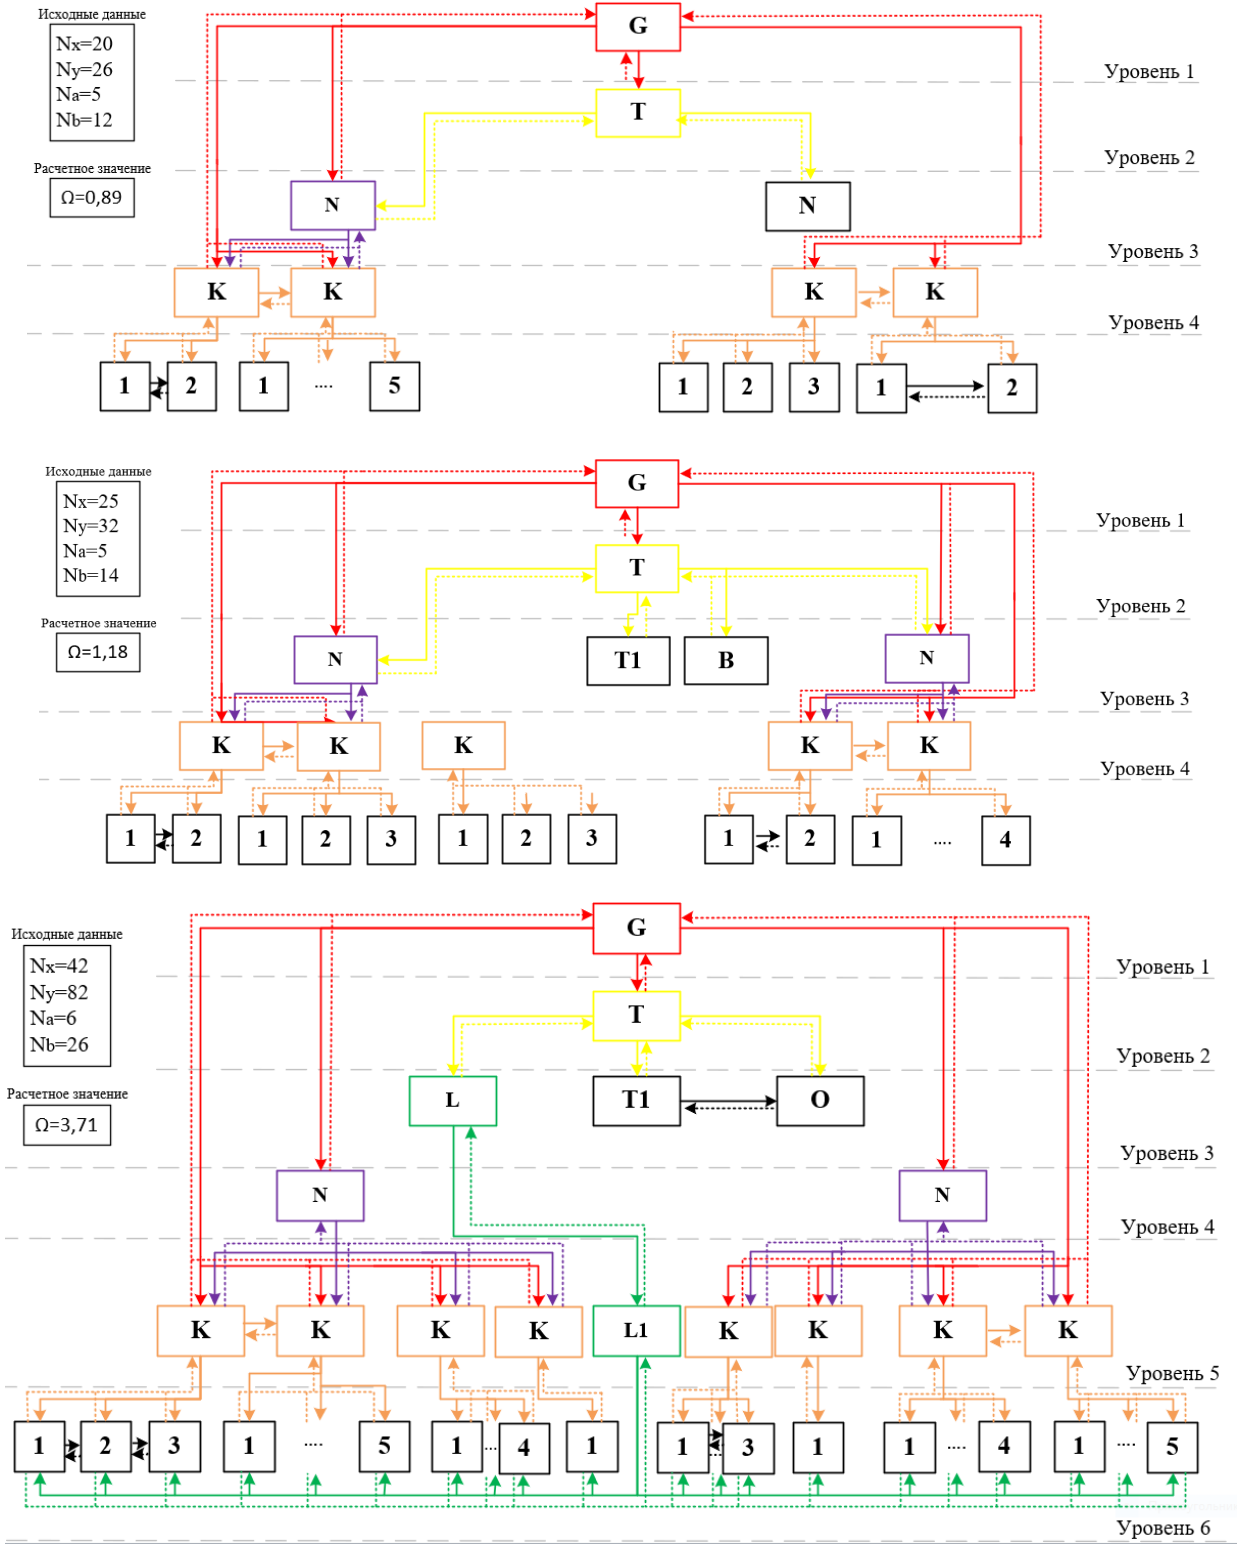 Исходные данные
Nx=20
Ny=26
Na=5
Nb=12
G
Уровень 1
T
Уровень 2
Расчетное значение
Ω=0,89
N
N
Уровень 3
K
K
K
K
Уровень 4
1
2
1
....
5
1
2
3
1
2
Исходные данные
Nx=25
Ny=32
Na=5
Nb=14
G
Уровень 1
T
Уровень 2
Расчетное значение
Ω=1,18
N
T1
B
N
Уровень 3
K
K
K
K
K
Уровень 4
1
2
1
2
3
1
2
3
1
2
1
....
4
Исходные данные
Nx=42
Ny=82
Na=6
Nb=26
G
Уровень 1
T
Уровень 2
Расчетное значение
Ω=3,71
L
T1
O
Уровень 3
N
N
Уровень 4
K
K
K
K
L1
K
K
K
K
Уровень 5
1
2
3
1
....
5
1
...
4
1
1
3
1
1
....
4
1
....
5
Уровень 6